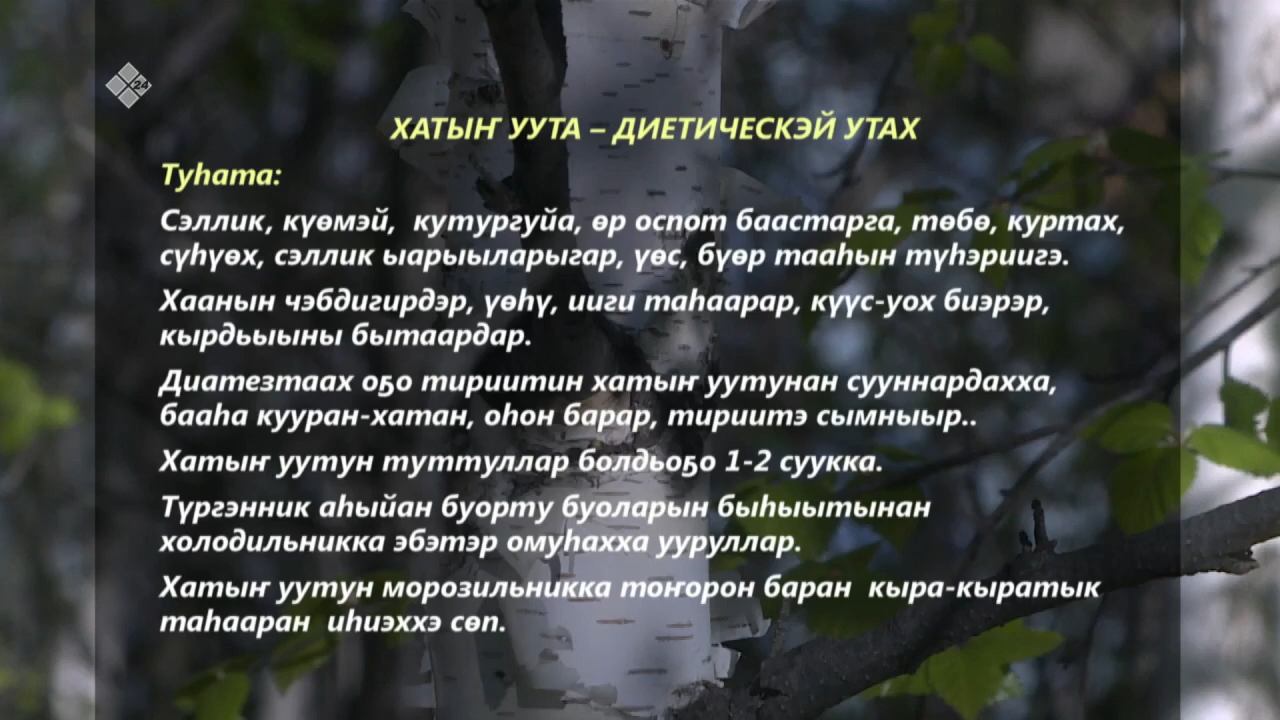 24
ХАТЫҤ УУТА – ДИЕТИЧЕСКЭЙ УТАХ
Туһата:
Сэллик, күөмэй, кутургуйа, өр оспот баастарга, төбө, куртах,
сүһүөх, сэллик ыарыыларыгар, үөс, бүөр тааһын түһэриигэ.
Хаанын чэбдигирдэр, үөһү, ииги таһаарар, күүс-уох биэрэр,
кырдьыыны бытаардар.
Диатезтаах оҕо тириитин хатыҥ уутунан сууннардахха,
бааһа кууран-хатан, оһон барар, тириитэ сымныыр..
Хатыҥ уутун туттуллар болдьоҕо 1-2 суукка.
Түргэнник аһыйан буорту буоларын быһыытынан
холодильникка эбэтэр омуһахха ууруллар.
Хатыҥ уутун морозильникка тоҥорон баран кыра-кыратык
таһааран иһиэххэ сөп.